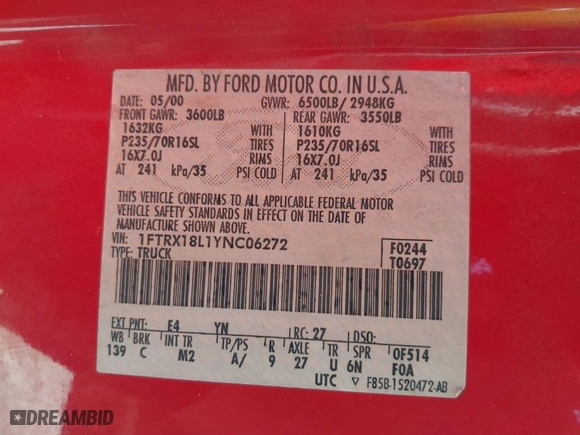 MFD. BY FORD MOTOR CO. IN U.S.A.
DATE: 05/00 GVWR: 6500LB/ 2948KG
FRONT GAWR: 3600LB REAR GAWR: 3550LB
1632KG WITH 1610KG WITH
P235/70R16SL TIRES P235/70R16SL TIRES
16X7.0J RIMS 16X7.0J RIMS
AT 241 kPa/35 PSI COLD AT 241 kPa/35 PSI COLD
THIS VEHICLE CONFORMS TO ALL APPLICABLE FEDERAL MOTOR
VEHICLE SAFETY STANDARDS IN EFFECT ON THE DATE OF MANUFACTURE
SHOWN ABOVE.
VIN: 1FTRX18L1YNC06272 F0244
TYPE: TRUCK T0697
EXT PNT: E4 YN RC: 27 DSO:
WB BRK INT TR TP/PS R AXLE TR SPR 0F514
139 C M2 A/ 9 27 U 6N F0A
UTC ▽ F85B-1520472-AB
DREAMBID